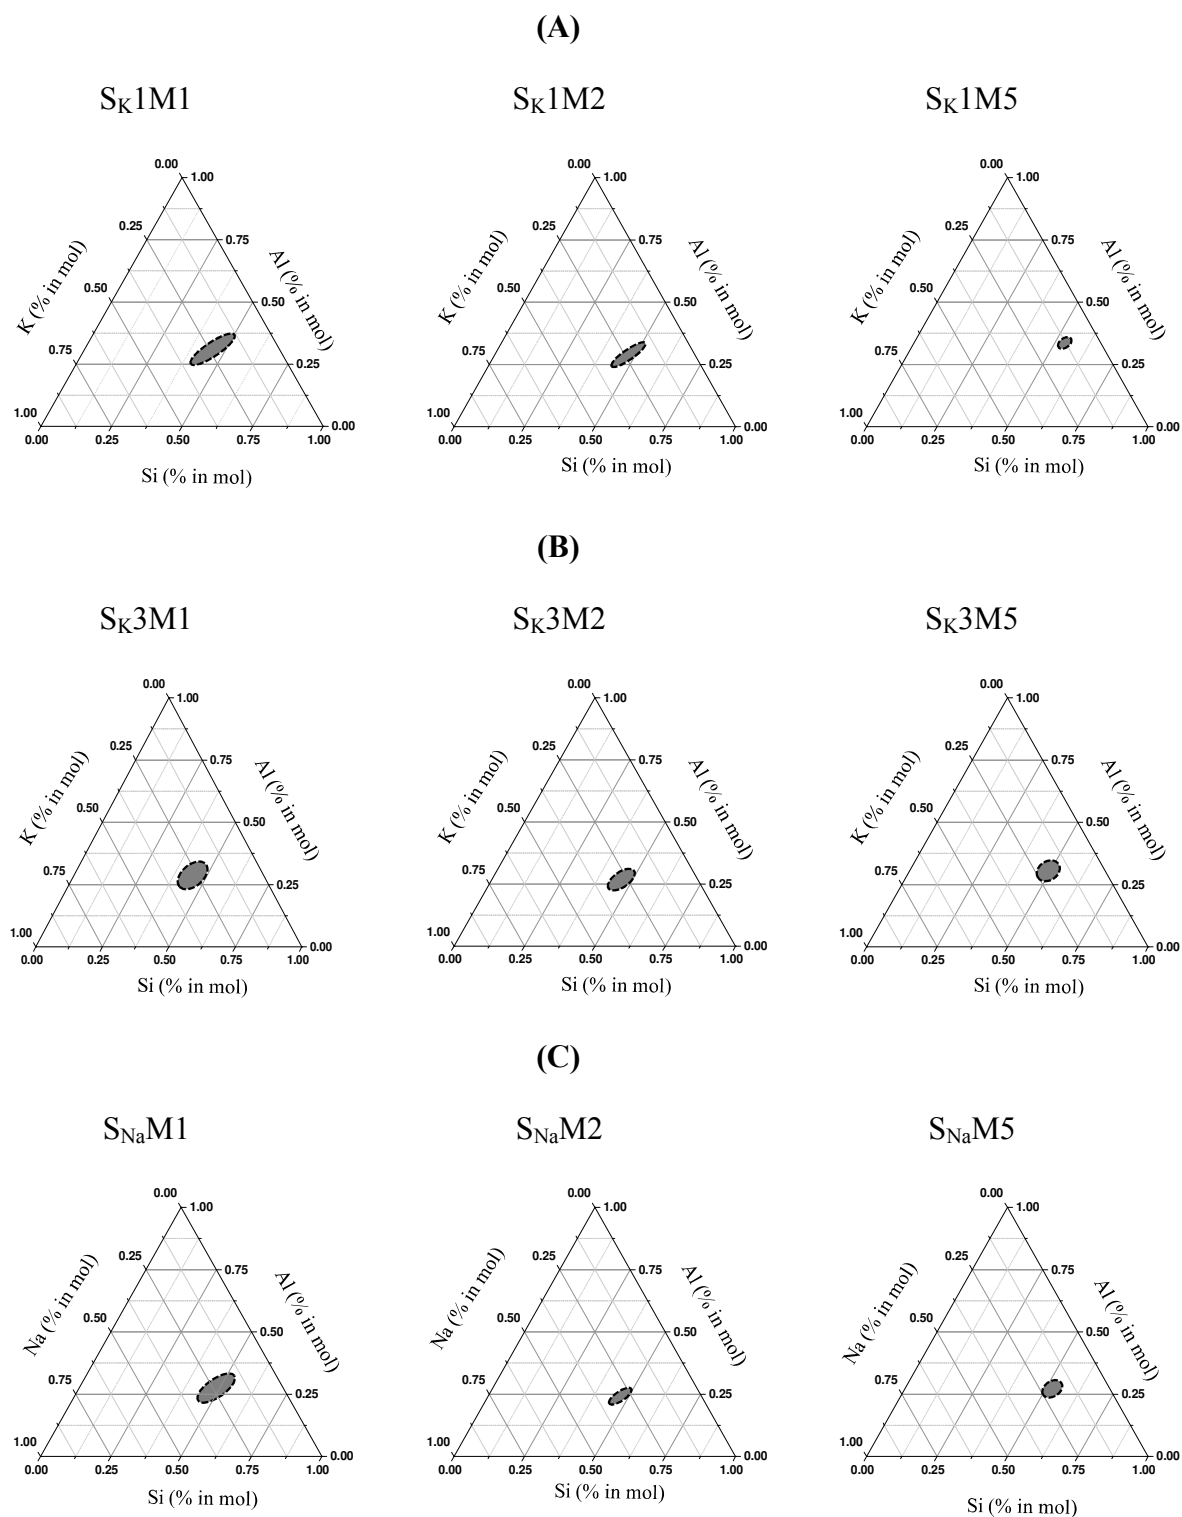 (A)
S_K1M1 S_K1M2 S_K1M5
0.00 0.00 0.00
1.00 1.00 1.00
0.25 0.25 0.25
0.75 0.75 0.75
K (% in mol) Al (% in mol) K (% in mol) Al (% in mol) K (% in mol) Al (% in mol)
0.50 0.50 0.50
0.50 0.50 0.50
0.75 0.75 0.75
0.25 0.25 0.25
1.00 1.00 1.00
0.00 0.00 0.00
0.00 0.25 0.50 0.75 1.00 0.00 0.25 0.50 0.75 1.00 0.00 0.25 0.50 0.75 1.00
Si (% in mol) Si (% in mol) Si (% in mol)
(B)
S_K3M1 S_K3M2 S_K3M5
0.00 0.00 0.00
1.00 1.00 1.00
0.25 0.25 0.25
0.75 0.75 0.75
K (% in mol) Al (% in mol) K (% in mol) Al (% in mol) K (% in mol) Al (% in mol)
0.50 0.50 0.50
0.50 0.50 0.50
0.75 0.75 0.75
0.25 0.25 0.25
1.00 1.00 1.00
0.00 0.00 0.00
0.00 0.25 0.50 0.75 1.00 0.00 0.25 0.50 0.75 1.00 0.00 0.25 0.50 0.75 1.00
Si (% in mol) Si (% in mol) Si (% in mol)
(C)
S_NaM1 S_NaM2 S_NaM5
0.00 0.00 0.00
1.00 1.00 1.00
0.25 0.25 0.25
0.75 0.75 0.75
Na (% in mol) Al (% in mol) Na (% in mol) Al (% in mol) Na (% in mol) Al (% in mol)
0.50 0.50 0.50
0.50 0.50 0.50
0.75 0.75 0.75
0.25 0.25 0.25
1.00 1.00 1.00
0.00 0.00 0.00
0.00 0.25 0.50 0.75 1.00 0.00 0.25 0.50 0.75 1.00 0.00 0.25 0.50 0.75 1.00
Si (% in mol) Si (% in mol) Si (% in mol)